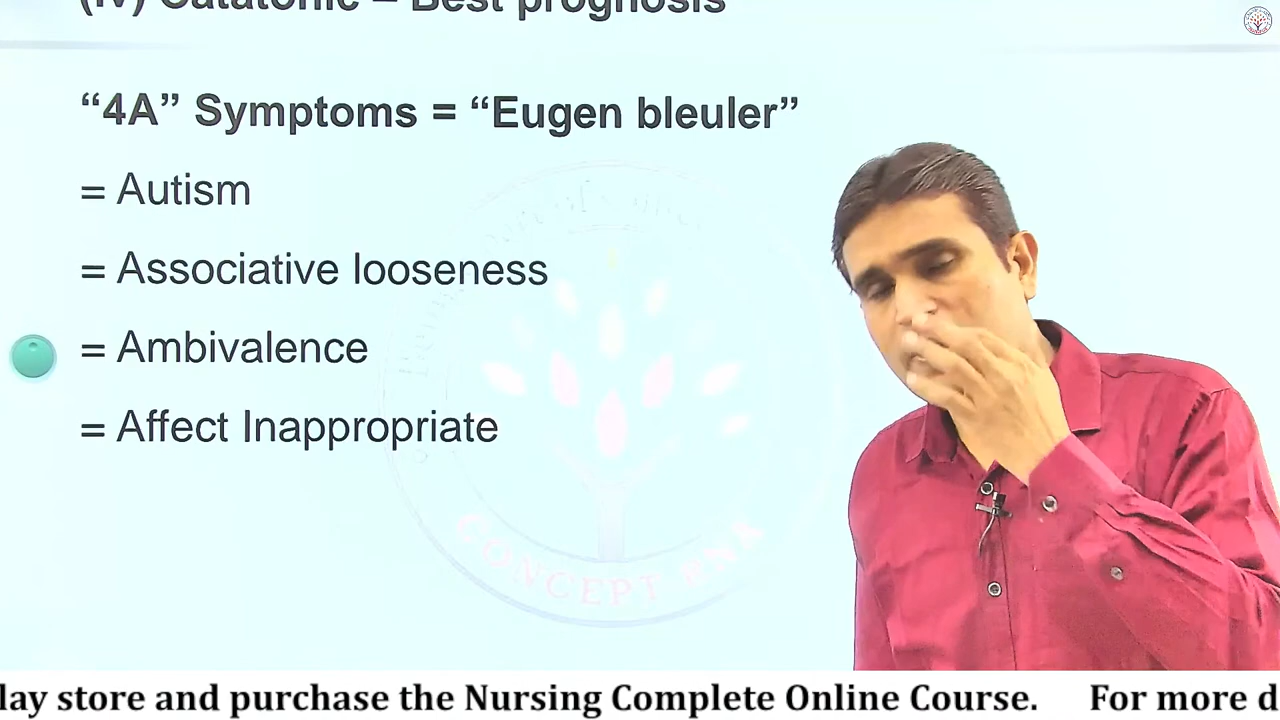 (iv) Catatonic = Best prognosis
“4A” Symptoms = “Eugen bleuler”
= Autism
= Associative looseness
= Ambivalence
= Affect Inappropriate
CONCEPT
lay store and purchase the Nursing Complete Online Course. For more d